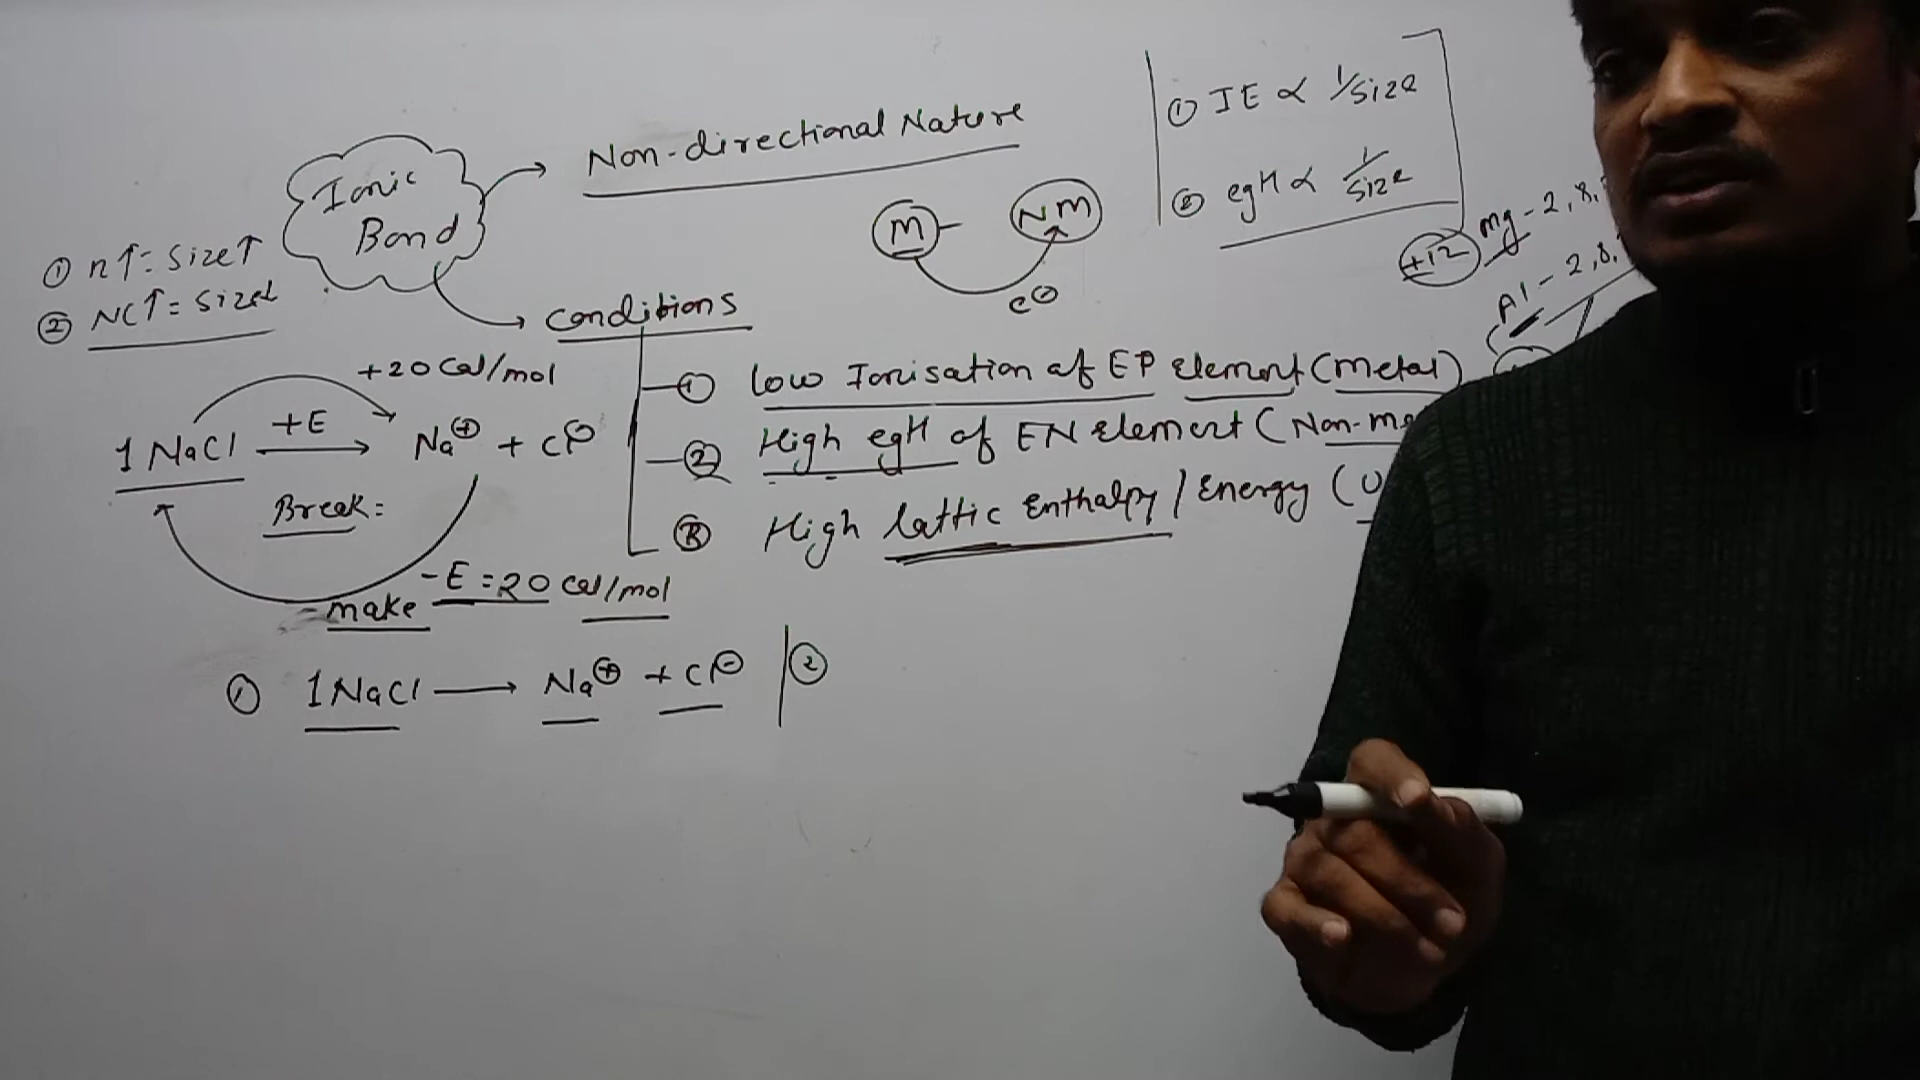 Ionic
Bond
Non-directional Nature
① IE ∝ 1/size
② egH ∝ 1/size
M
NM
e⊖
+12 mg - 2,8,
Al - 2,8,
① n↑ = size↑
② NC↑ = size↓
Conditions
① Low Ionisation of EP Element (Metal)
② High egH of EN element (Non-me
③ High lattic Enthalpy / Energy (U
+20 Cal/mol
1 NaCl +E → Na⊕ + Cl⊖
Break =
-E = 20 Cal/mol
make
① 1 NaCl → Na⊕ + Cl⊖ | ②